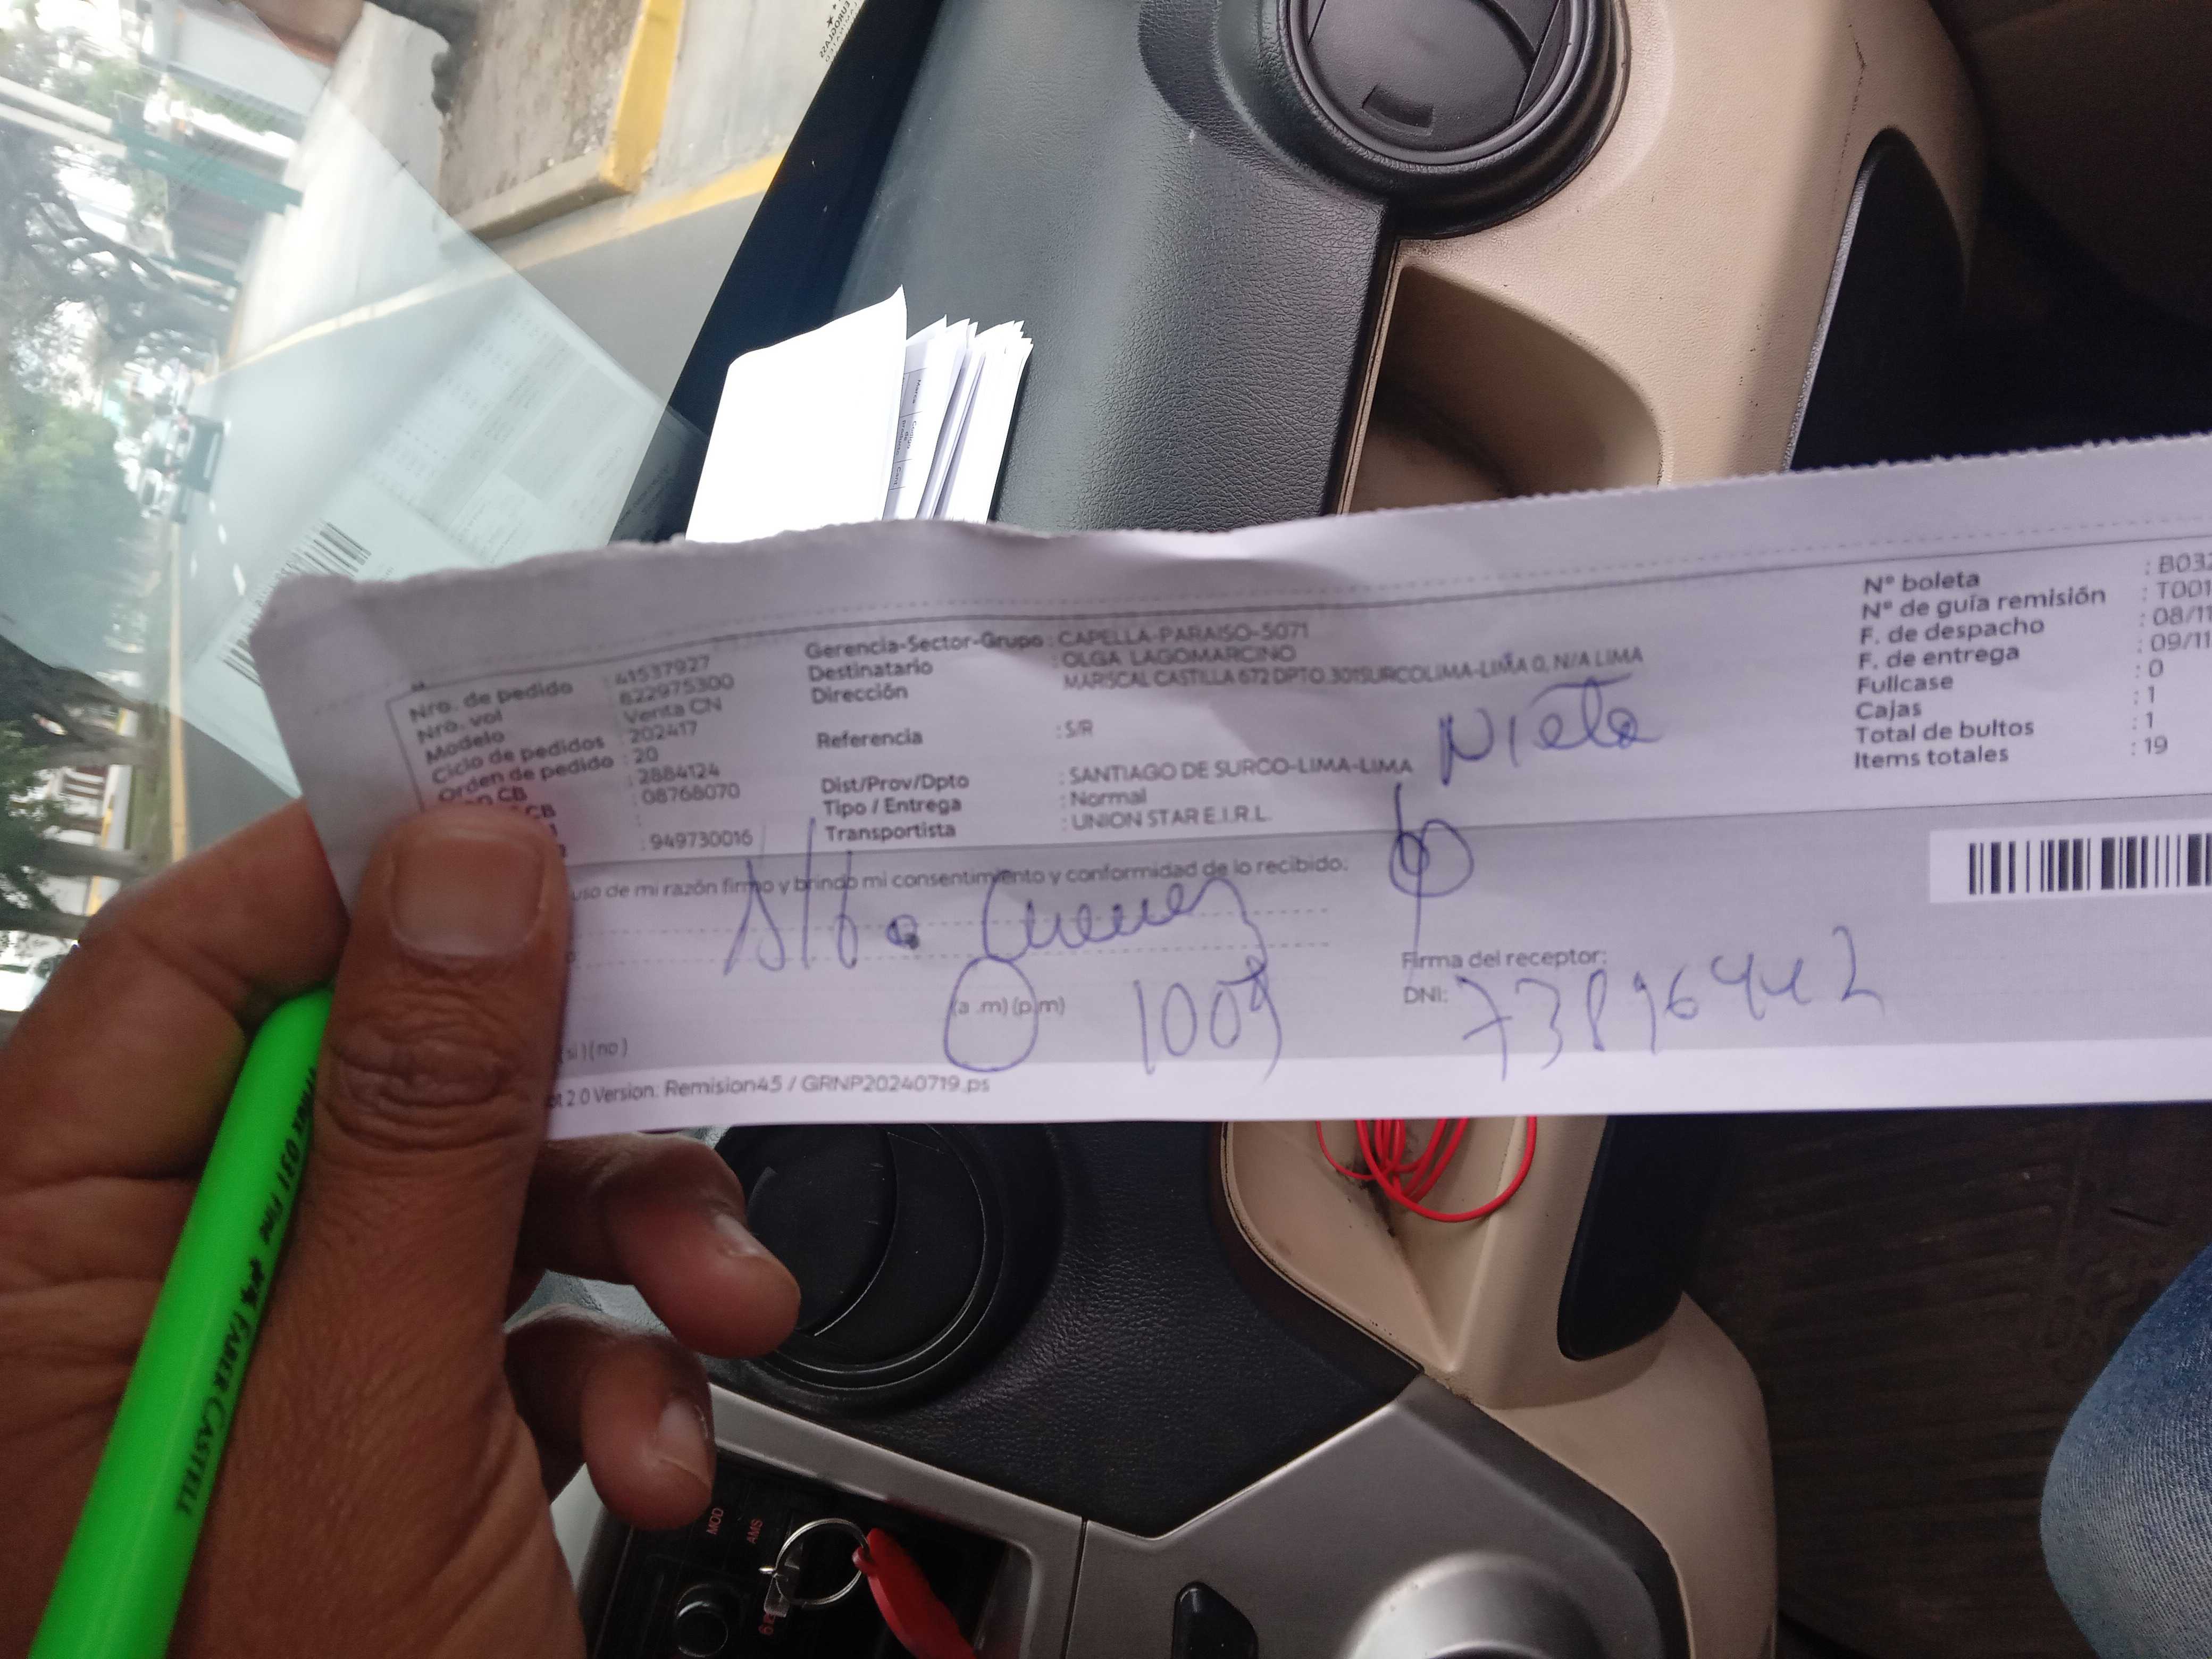 Nro. de pedido : 41537927
Nro. vol : 822975300
Modelo : Venta CN
Ciclo de pedidos : 202417
Orden de pedido : 20
CB : 2884124
CB : 08768070
:
: 949730016
Gerencia-Sector-Grupo : CAPELLA-PARAISO-5071
Destinatario : OLGA LAGOMARCINO
Dirección : MARISCAL CASTILLA 672 DPTO 301SURCOLIMA-LIMA 0, N/A LIMA
Referencia : S/R
Nieto
Dist/Prov/Dpto : SANTIAGO DE SURCO-LIMA-LIMA
Tipo / Entrega : Normal
Transportista : UNION STAR E.I.R.L.
Nº boleta : B032
Nº de guía remisión : T001
F. de despacho : 08/11
F. de entrega : 09/11
Fullcase : 0
Cajas : 1
Total de bultos : 1
Items totales : 19
uso de mi razón firmo y brindo mi consentimiento y conformidad de lo recibido.
(a .m) (p.m) 1009
Firma del receptor:
DNI: 73896442
(si) (no)
2.0 Version. Remision45 / GRNP20240719.ps
FABER CASTELL
MOD
AMS
EUROGLASS